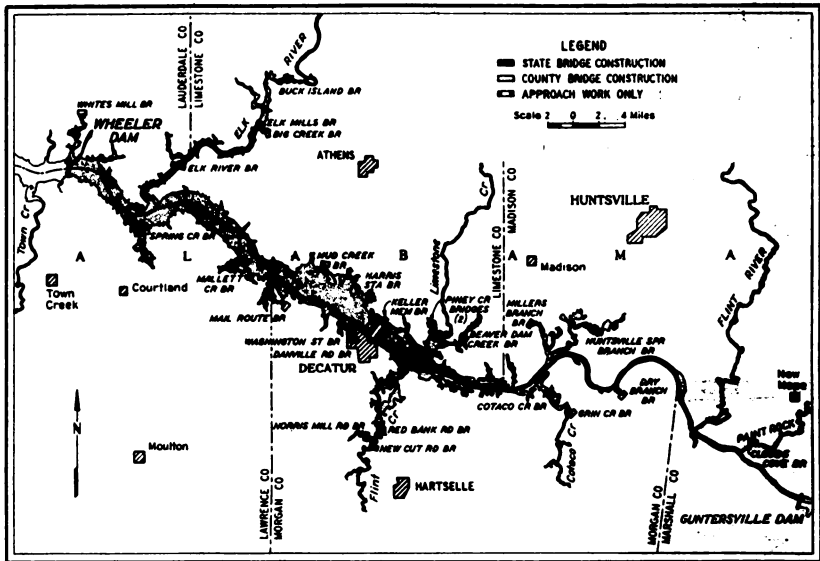 LEGEND
STATE BRIDGE CONSTRUCTION
COUNTY BRIDGE CONSTRUCTION
APPROACH WORK ONLY
Scale 2 0 2 4 Miles
LAUDERDALE CO
LIMESTONE CO
ELK RIVER
BUCK ISLAND BR
WHITES MILL BR
WHEELER
DAM
ELK MILLS BR
BIG CREEK BR
ELK RIVER BR
ATHENS
Town Cr
SPRING CR BR
A L A B A M A
Town
Creek
Courtland
MALLETT
CR BR
MUD CREEK
BR
HARRIS
STA BR
MAIL ROUTE BR
KELLER
MEM BR
PINEY CR
BRIDGES
(2)
Limestone Cr
BEAVER DAM
CREEK BR
LIMESTONE CO
MADISON CO
Madison
HUNTSVILLE
MILLERS
BRANCH
BR
HUNTSVILLE SPR
BRANCH BR
FLINT RIVER
WASHINGTON ST BR
DANVILLE RD BR
DECATUR
COTACO CR BR
DRY
BRANCH
BR
GRIN CR BR
Cotaco Cr
New
Hope
PAINT ROCK
CLOUDS
COVE BR
N
Moulton
NORRIS MILL RD BR
RED BANK RD BR
NEW CUT RD BR
Flint Cr
HARTSELLE
LAWRENCE CO
MORGAN CO
MORGAN CO
MARSHALL CO
GUNTERSVILLE DAM